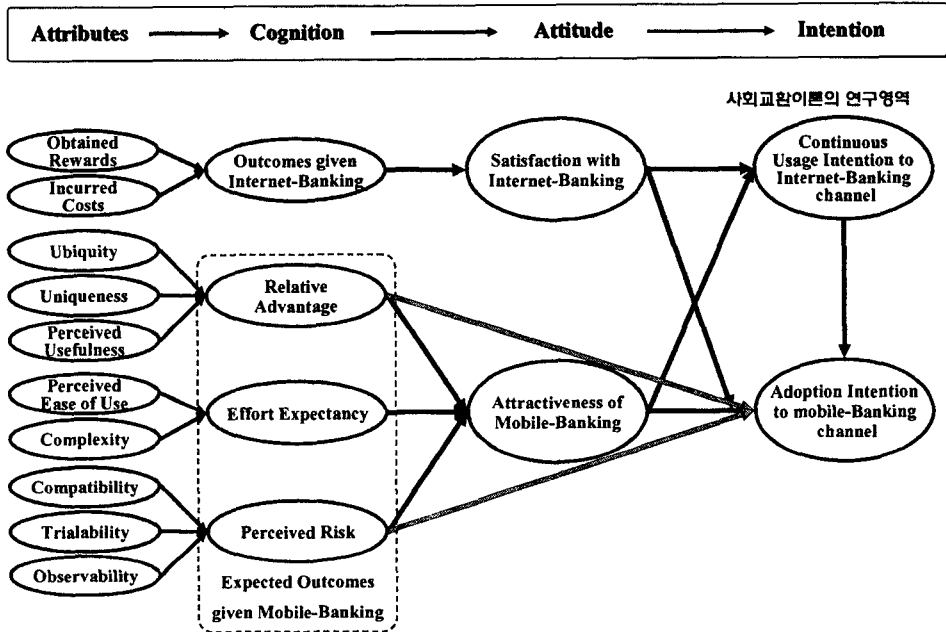 Attributes
Cognition
Attitude
Intention
사회교환이론의 연구영역
Obtained
Rewards
Incurred
Costs
Outcomes given
Internet-Banking
Satisfaction with
Internet-Banking
Continuous
Usage Intention to
Internet-Banking
channel
Ubiquity
Uniqueness
Perceived
Usefulness
Relative
Advantage
Perceived
Ease of Use
Complexity
Effort Expectancy
Attractiveness of
Mobile-Banking
Adoption Intention
to mobile-Banking
channel
Compatibility
Trialability
Observability
Perceived Risk
Expected Outcomes
given Mobile-Banking